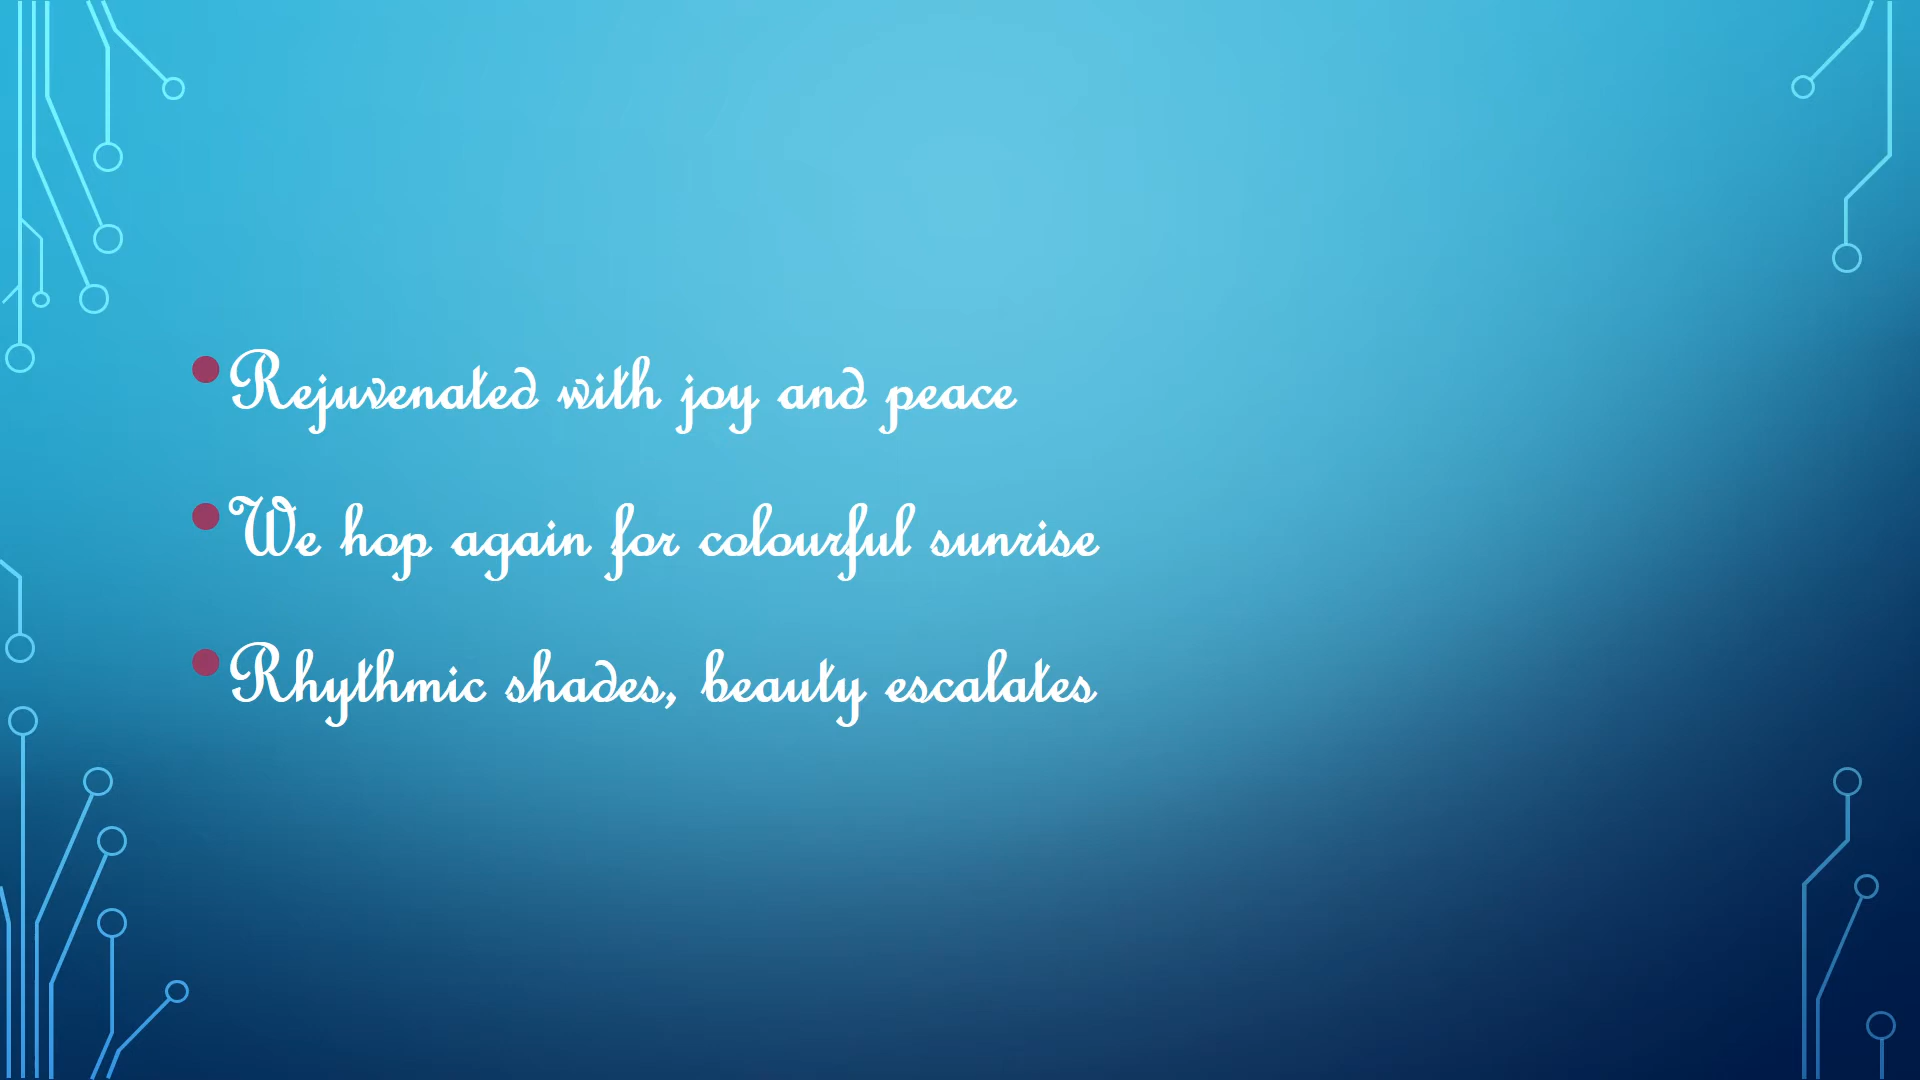 Rejuvenated with joy and peace
We hop again for colourful sunrise
Rhythmic shades, beauty escalates